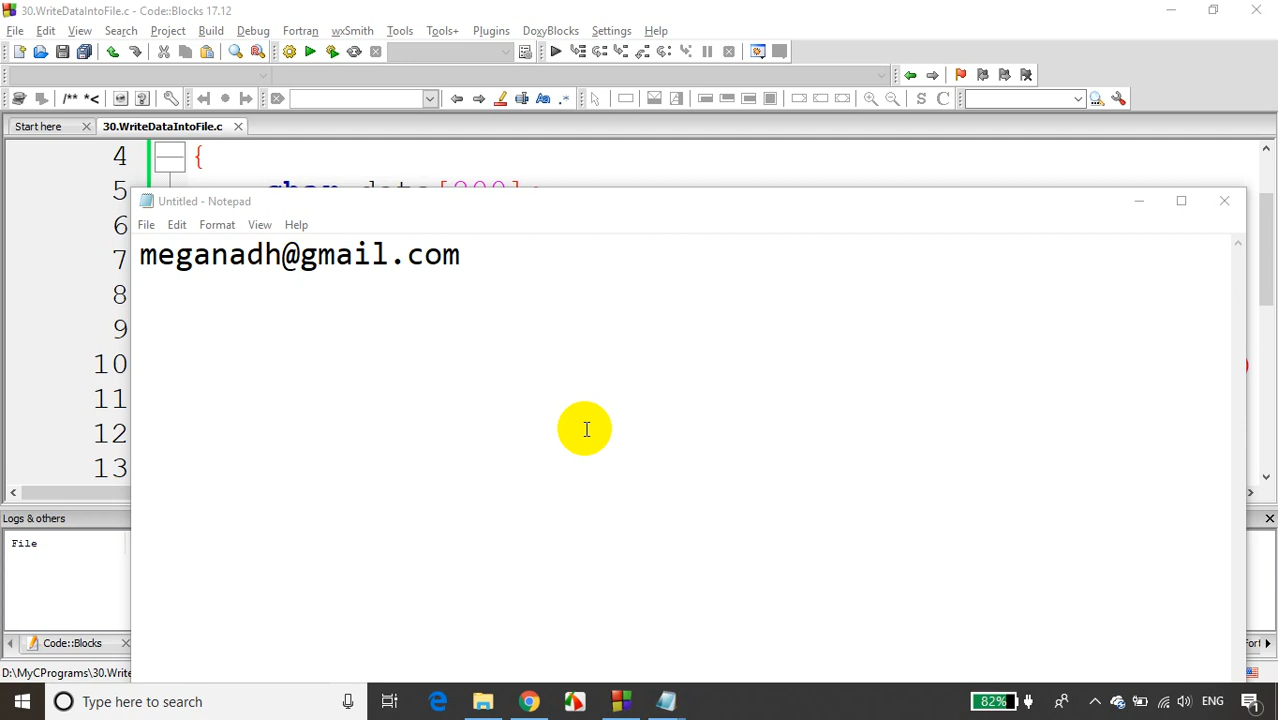 30.WriteDataIntoFile.c - Code::Blocks 17.12
File Edit View Search Project Build Debug Fortran wxSmith Tools Tools+ Plugins DoxyBlocks Settings Help
/** *<
S C
Start here 30.WriteDataIntoFile.c
4 {
5
6
7
8
9
10
11
12
13
Untitled - Notepad
File Edit Format View Help
meganadh@gmail.com
Logs & others
File
Code::Blocks
D:\MyCPrograms\30.Write
Type here to search
82% ENG
1